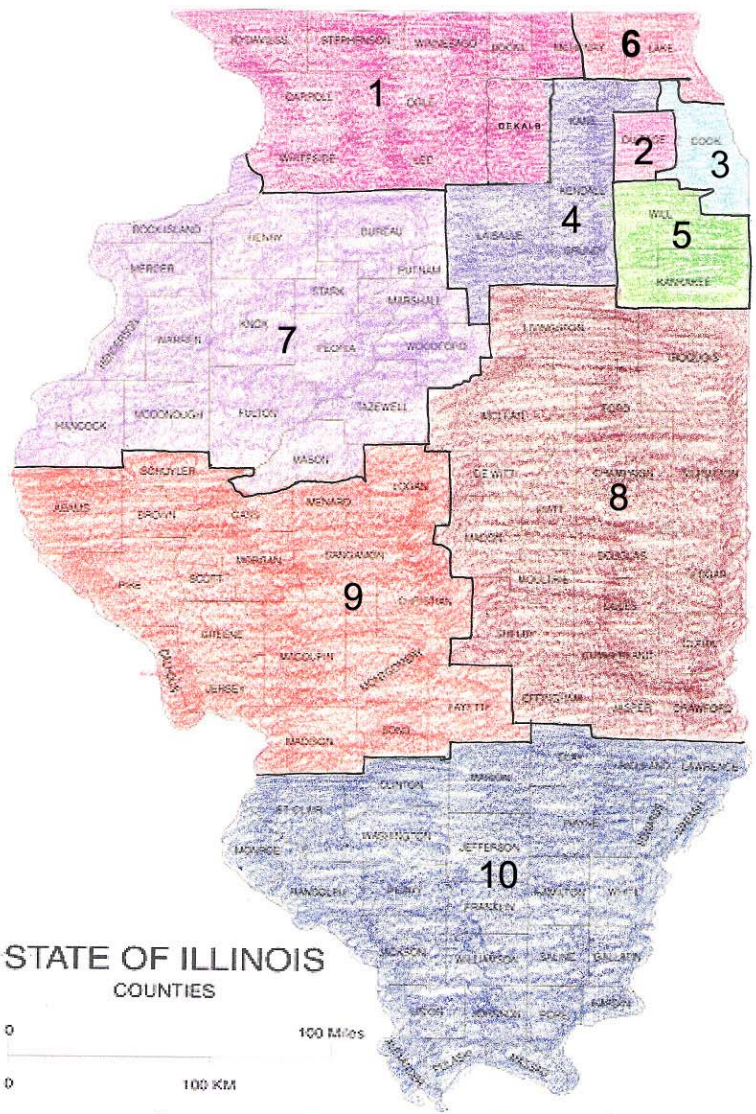 JO DAVIESS STEPHENSON WINNEBAGO BOONE McHENRY 6 LAKE
CARROLL 1 OGLE
DEKALB KANE DUPAGE COOK
WHITESIDE LEE 2 3
KENDALL
ROCK ISLAND HENRY BUREAU LASALLE 4 GRUNDY WILL 5
MERCER PUTNAM KANKAKEE
STARK MARSHALL
HENDERSON WARREN KNOX 7 PEORIA WOODFORD LIVINGSTON IROQUOIS
HANCOCK MCDONOUGH FULTON TAZEWELL MCLEAN FORD
MASON
SCHUYLER LOGAN DE WITT CHAMPAIGN VERMILION
ADAMS BROWN CASS MENARD PIATT 8
MORGAN SANGAMON MACON
PIKE SCOTT CHRISTIAN MOULTRIE DOUGLAS EDGAR
9 COLES
GREENE MACOUPIN MONTGOMERY SHELBY CUMBERLAND CLARK
CALHOUN JERSEY FAYETTE EFFINGHAM JASPER CRAWFORD
MADISON BOND
CLINTON MARION CLAY RICHLAND LAWRENCE
ST. CLAIR
MONROE WASHINGTON JEFFERSON WAYNE EDWARDS WABASH
RANDOLPH PERRY 10 HAMILTON WHITE
FRANKLIN
JACKSON WILLIAMSON SALINE GALLATIN
UNION JOHNSON POPE HARDIN
ALEXANDER PULASKI MASSAC
STATE OF ILLINOIS
COUNTIES
0 100 Miles
0 100 KM